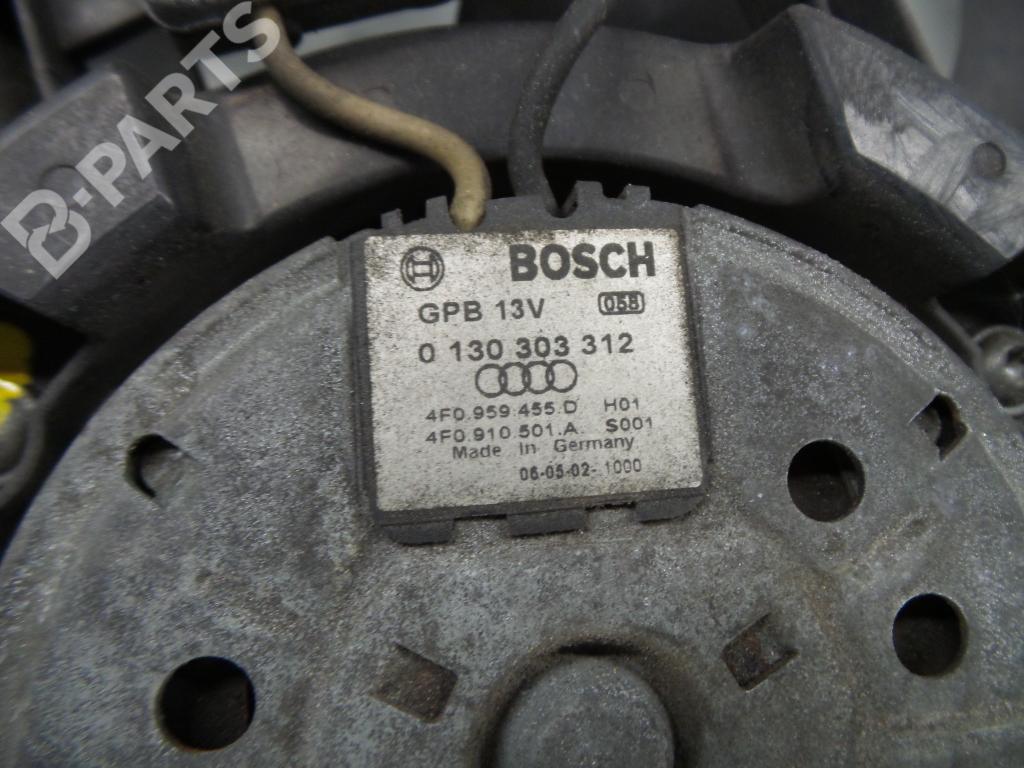 B-PARTS
BOSCH
GPB 13V 058
0 130 303 312
4F0.959.455.D H01
4F0.910.501.A. S001
Made In Germany
06-05-02- 1000